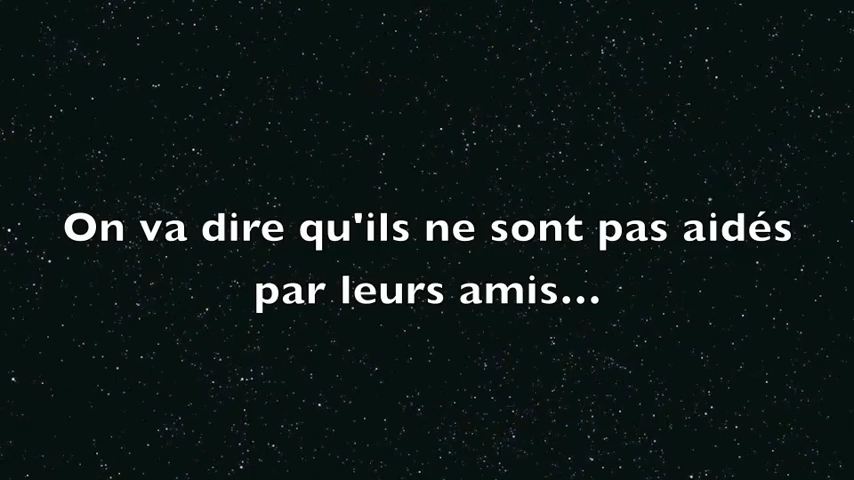 On va dire qu'ils ne sont pas aidés
par leurs amis...